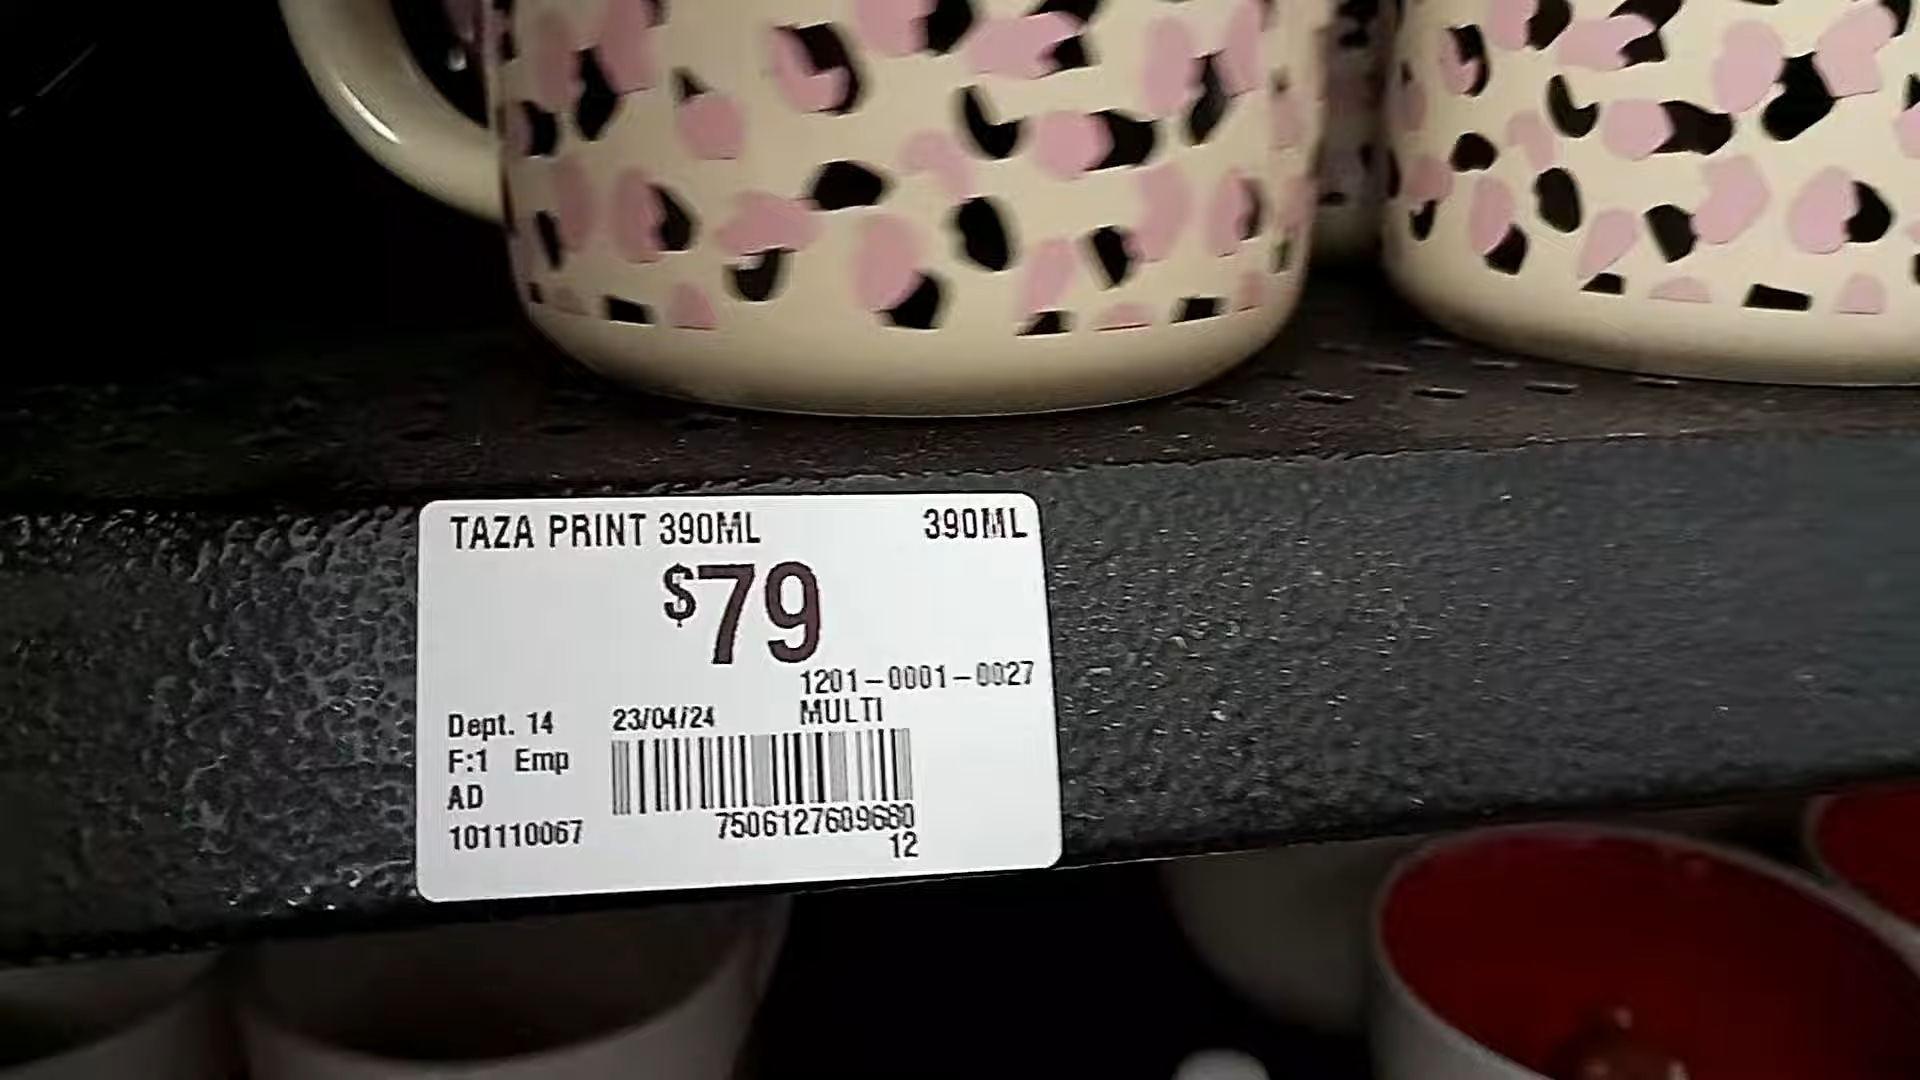 TAZA PRINT 390ML 390ML
$79
1201-0001-0027
Dept. 14 23/04/24 MULTI
F:1 Emp
AD
101110067 7506127609680
12